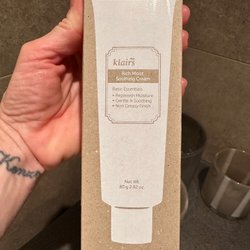 klairs
Rich Moist
Soothing Cream
Basic Essentials
• Replenish Moisture
• Gentle & Soothing
• Non Greasy Finish
Net Wt.
80 g 2.82 oz.